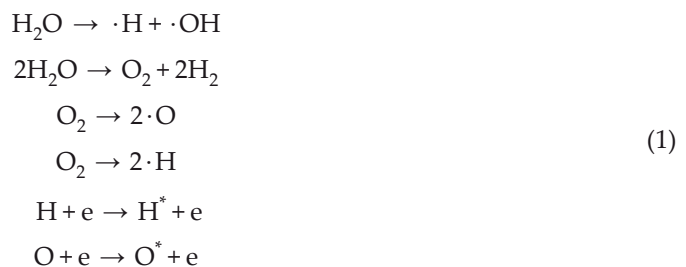 H₂O → ·H + ·OH
2H₂O → O₂ + 2H₂
O₂ → 2·O
O₂ → 2·H
(1)
H + e → H* + e
O + e → O* + e